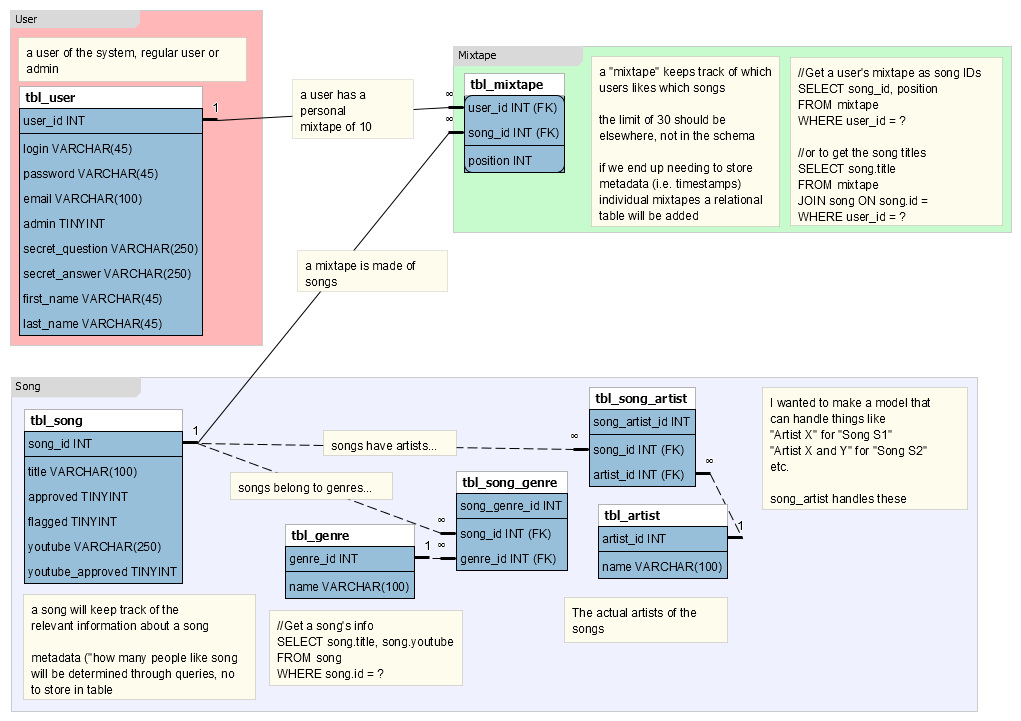 User
a user of the system, regular user or
admin
tbl_user
user_id INT
login VARCHAR(45)
password VARCHAR(45)
email VARCHAR(100)
admin TINYINT
secret_question VARCHAR(250)
secret_answer VARCHAR(250)
first_name VARCHAR(45)
last_name VARCHAR(45)
1
a user has a
personal
mixtape of 10
∞
∞
Mixtape
tbl_mixtape
user_id INT (FK)
song_id INT (FK)
position INT
a "mixtape" keeps track of which
users likes which songs
the limit of 30 should be
elsewhere, not in the schema
if we end up needing to store
metadata (i.e. timestamps)
individual mixtapes a relational
table will be added
//Get a user's mixtape as song IDs
SELECT song_id, position
FROM mixtape
WHERE user_id = ?
//or to get the song titles
SELECT song.title
FROM mixtape
JOIN song ON song.id =
WHERE user_id = ?
a mixtape is made of
songs
Song
tbl_song
song_id INT
title VARCHAR(100)
approved TINYINT
flagged TINYINT
youtube VARCHAR(250)
youtube_approved TINYINT
1
songs have artists...
songs belong to genres...
∞
tbl_song_artist
song_artist_id INT
song_id INT (FK)
artist_id INT (FK)
∞
I wanted to make a model that
can handle things like
"Artist X" for "Song S1"
"Artist X and Y" for "Song S2"
etc.
song_artist handles these
tbl_song_genre
song_genre_id INT
song_id INT (FK)
genre_id INT (FK)
∞
∞
1
tbl_genre
genre_id INT
name VARCHAR(100)
tbl_artist
artist_id INT
name VARCHAR(100)
1
a song will keep track of the
relevant information about a song
metadata ("how many people like song
will be determined through queries, no
to store in table
//Get a song's info
SELECT song.title, song.youtube
FROM song
WHERE song.id = ?
The actual artists of the
songs